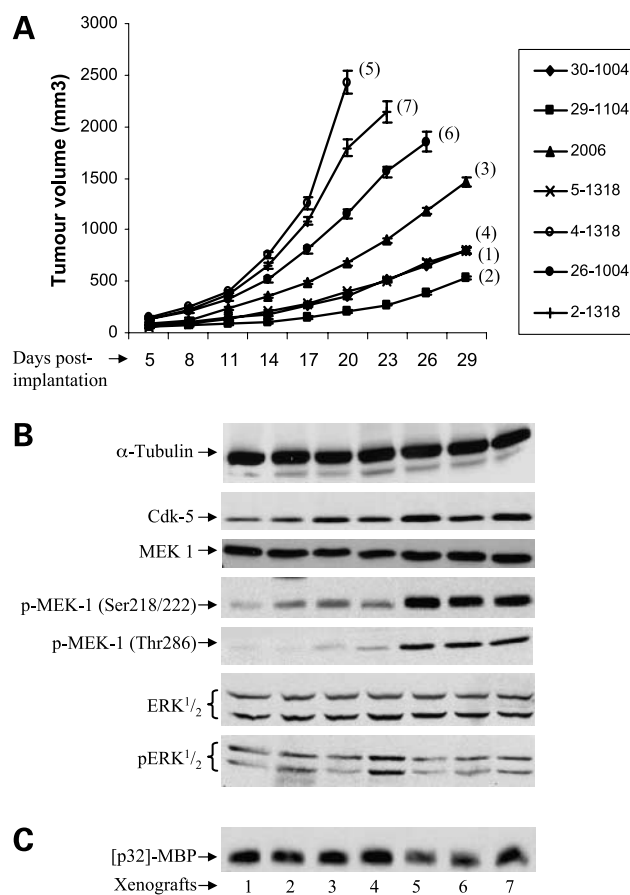 A
Tumour volume (mm3)
3000
2500
2000
1500
1000
500
0
(5)
(7)
(6)
(3)
(4)
(1)
(2)
Days post-implantation
5 8 11 14 17 20 23 26 29
30-1004
29-1104
2006
5-1318
4-1318
26-1004
2-1318
B
α-Tubulin
Cdk-5
MEK 1
p-MEK-1 (Ser218/222)
p-MEK-1 (Thr286)
ERK¹/₂
pERK¹/₂
C
[p32]-MBP
Xenografts 1 2 3 4 5 6 7